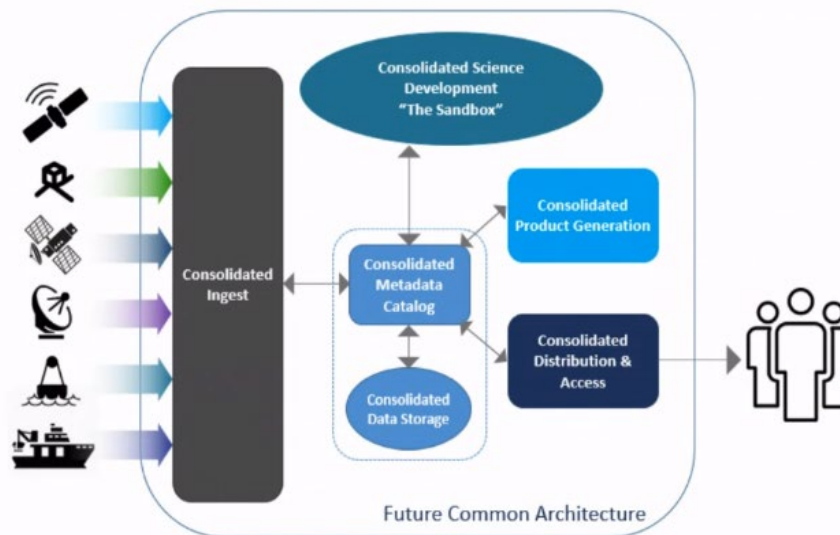 Consolidated Science
Development
"The Sandbox"
Consolidated
Product Generation
Consolidated
Ingest
Consolidated
Metadata
Catalog
Consolidated
Distribution &
Access
Consolidated
Data Storage
Future Common Architecture